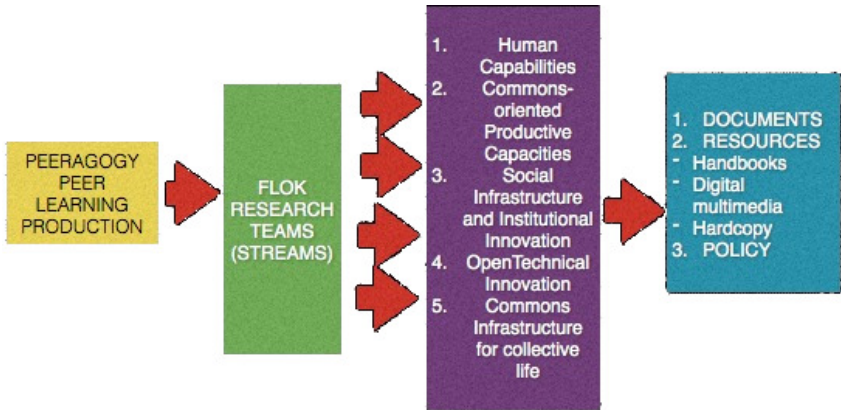 PEERAGOGY
PEER
LEARNING
PRODUCTION
FLOK
RESEARCH
TEAMS
(STREAMS)
1. Human
Capabilities
2. Commons-
oriented
Productive
Capacities
3. Social
Infrastructure
and Institutional
Innovation
4. OpenTechnical
Innovation
5. Commons
Infrastructure
for collective
life
1. DOCUMENTS
2. RESOURCES
- Handbooks
- Digital
multimedia
- Hardcopy
3. POLICY